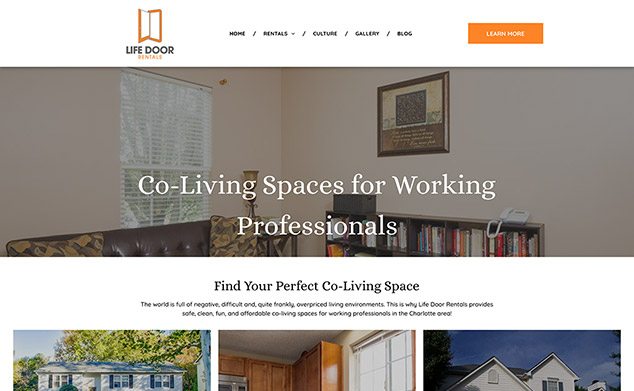 LIFE DOOR
RENTALS
HOME / RENTALS / CULTURE / GALLERY / BLOG
LEARN MORE
Co-Living Spaces for Working
Professionals
Find Your Perfect Co-Living Space
The world is full of negative, difficult and, quite frankly, overpriced living environments. This is why Life Door Rentals provides
safe, clean, fun, and affordable co-living spaces for working professionals in the Charlotte area!